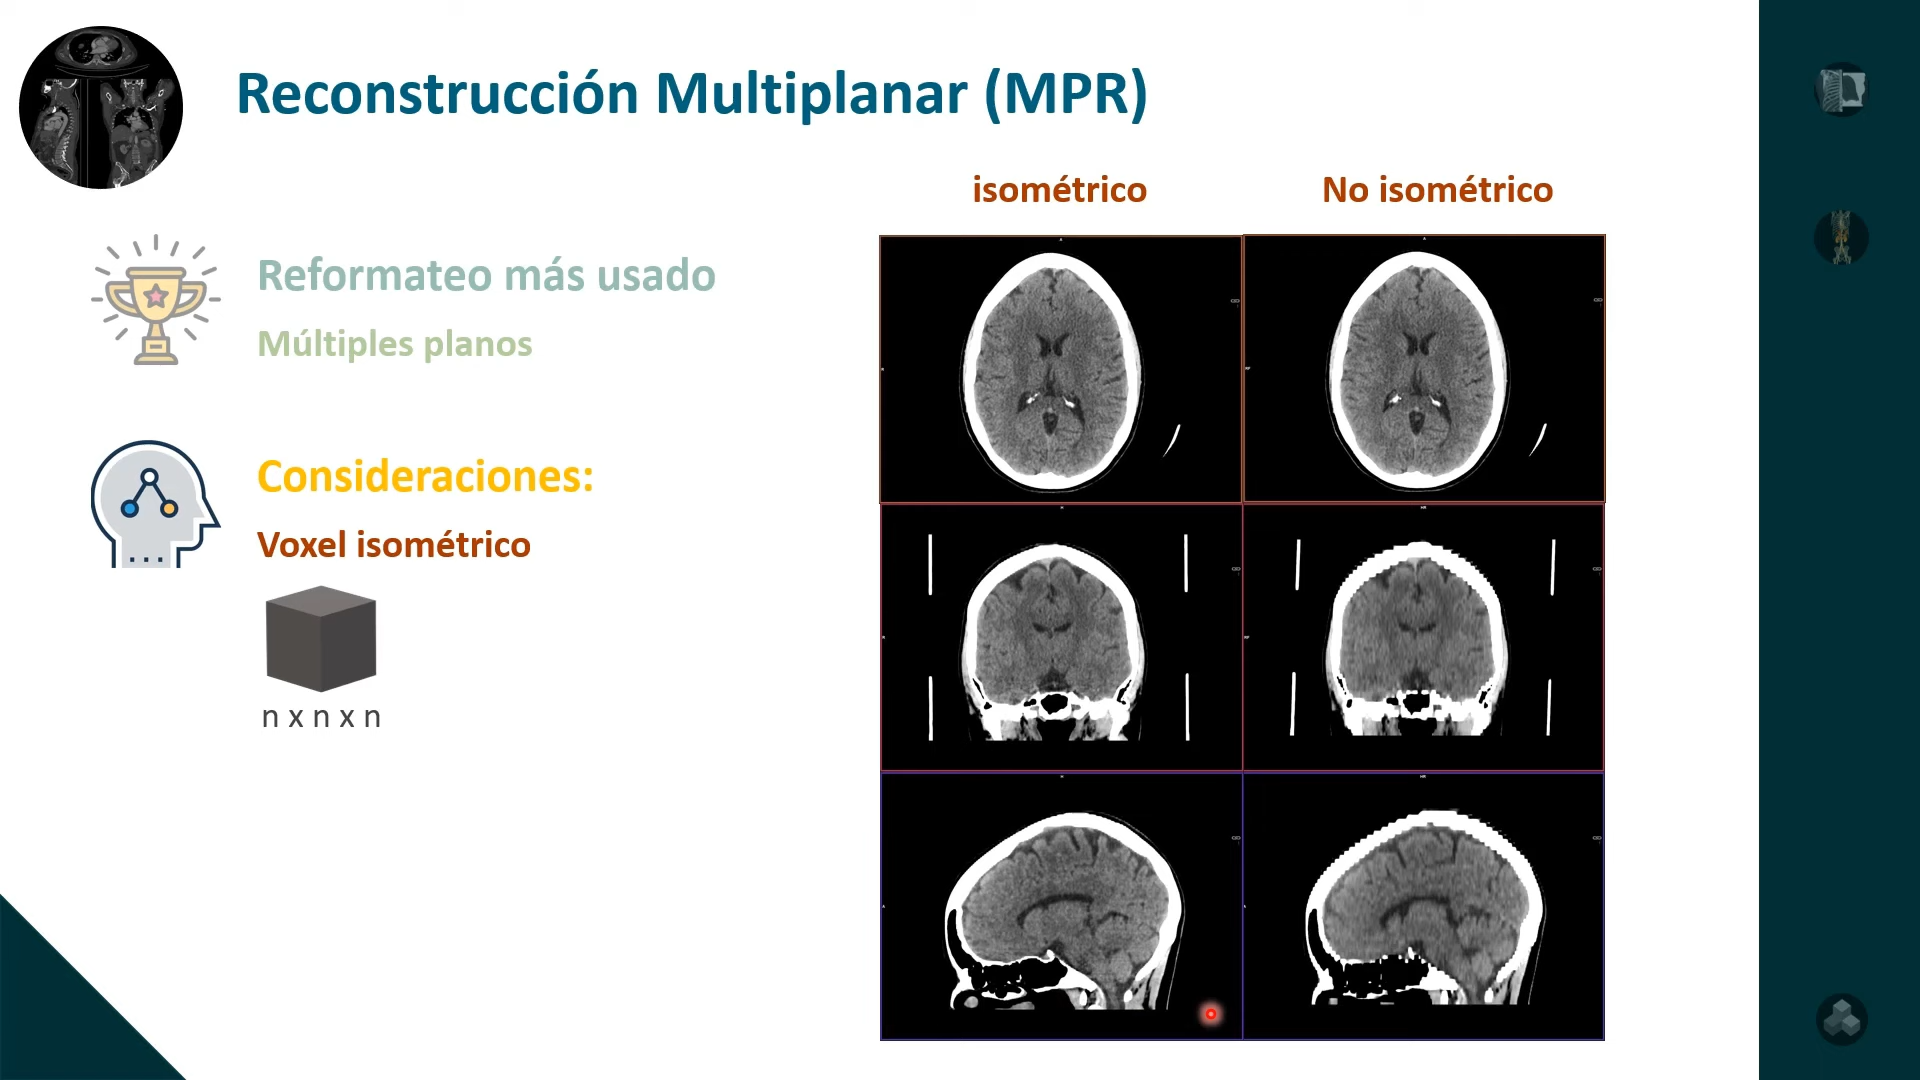 Reconstrucción Multiplanar (MPR)
isométrico
No isométrico
Reformateo más usado
Múltiples planos
Consideraciones:
Voxel isométrico
n x n x n